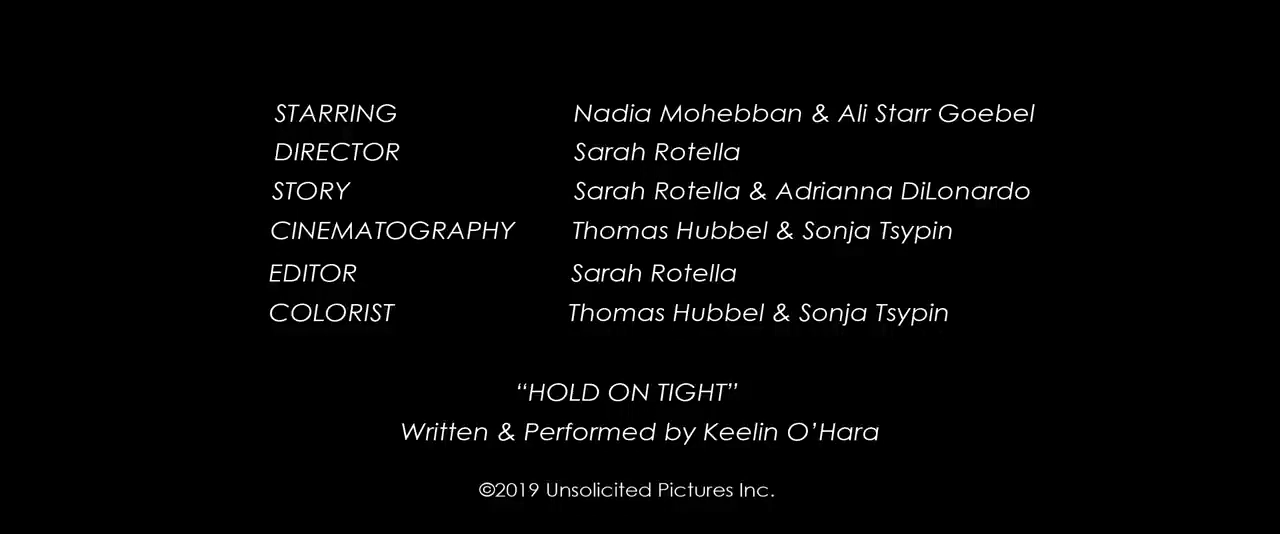 STARRING Nadia Mohebban & Ali Starr Goebel
DIRECTOR Sarah Rotella
STORY Sarah Rotella & Adrianna DiLonardo
CINEMATOGRAPHY Thomas Hubbel & Sonja Tsypin
EDITOR Sarah Rotella
COLORIST Thomas Hubbel & Sonja Tsypin
“HOLD ON TIGHT”
Written & Performed by Keelin O’Hara
©2019 Unsolicited Pictures Inc.